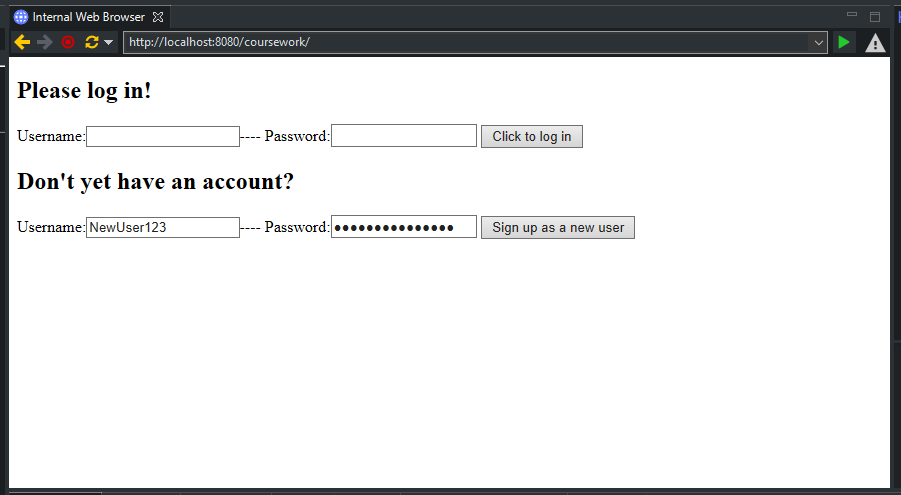 Internal Web Browser
http://localhost:8080/coursework/
Please log in!
Username: ---- Password: Click to log in
Don't yet have an account?
Username: NewUser123 ---- Password: ●●●●●●●●●●●●●●● Sign up as a new user